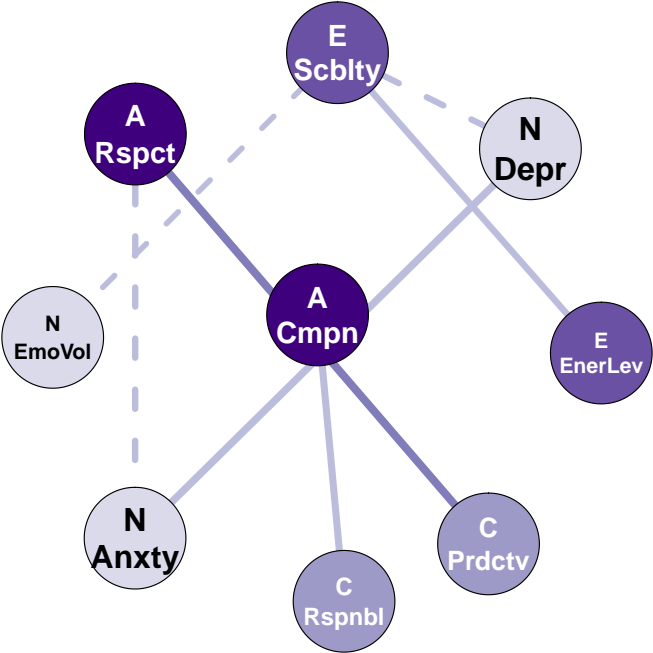 E
Scblty
A
Rspct
N
Depr
A
Cmpn
N
EmoVol
E
EnerLev
N
Anxty
C
Prdctv
C
Rspnbl